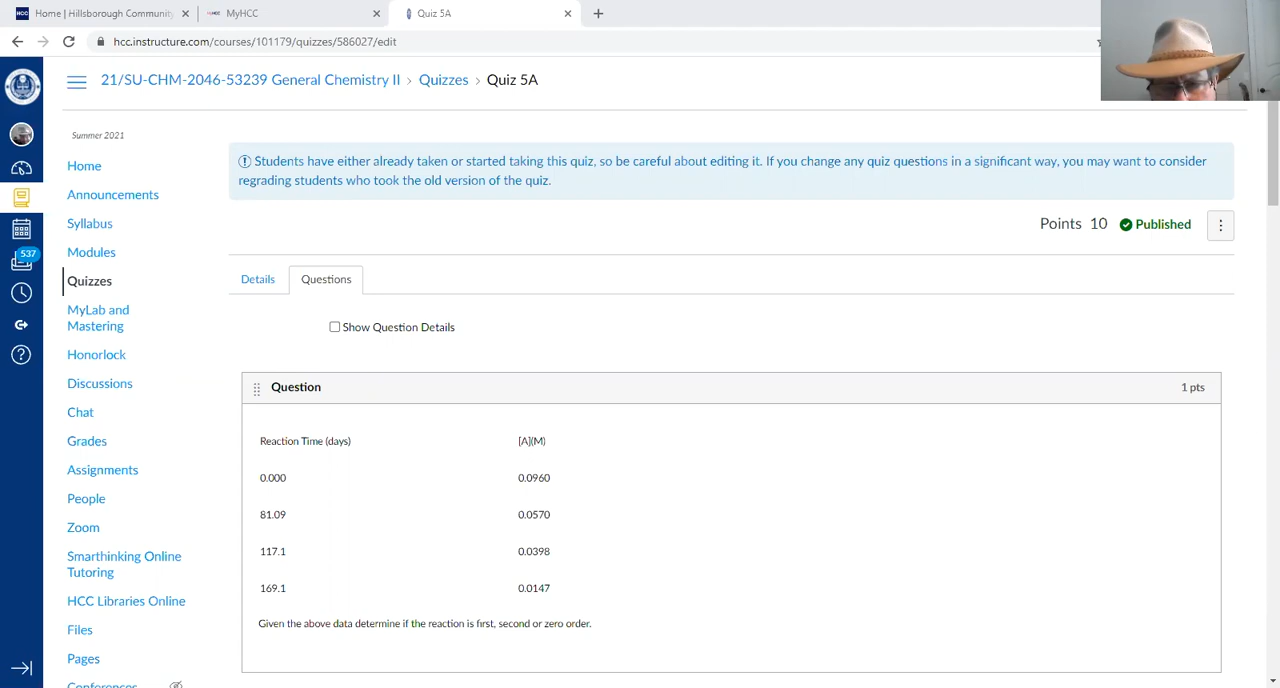 Home | Hillsborough Community
MyHCC
Quiz 5A
hcc.instructure.com/courses/101179/quizzes/586027/edit
21/SU-CHM-2046-53239 General Chemistry II > Quizzes > Quiz 5A
Summer 2021
Home
Announcements
Syllabus
Modules
Quizzes
MyLab and
Mastering
Honorlock
Discussions
Chat
Grades
Assignments
People
Zoom
Smarthinking Online
Tutoring
HCC Libraries Online
Files
Pages
Conferences
537
Students have either already taken or started taking this quiz, so be careful about editing it. If you change any quiz questions in a significant way, you may want to consider
regrading students who took the old version of the quiz.
Points 10 Published
Details Questions
Show Question Details
Question 1 pts
Reaction Time (days) [A](M)
0.000 0.0960
81.09 0.0570
117.1 0.0398
169.1 0.0147
Given the above data determine if the reaction is first, second or zero order.